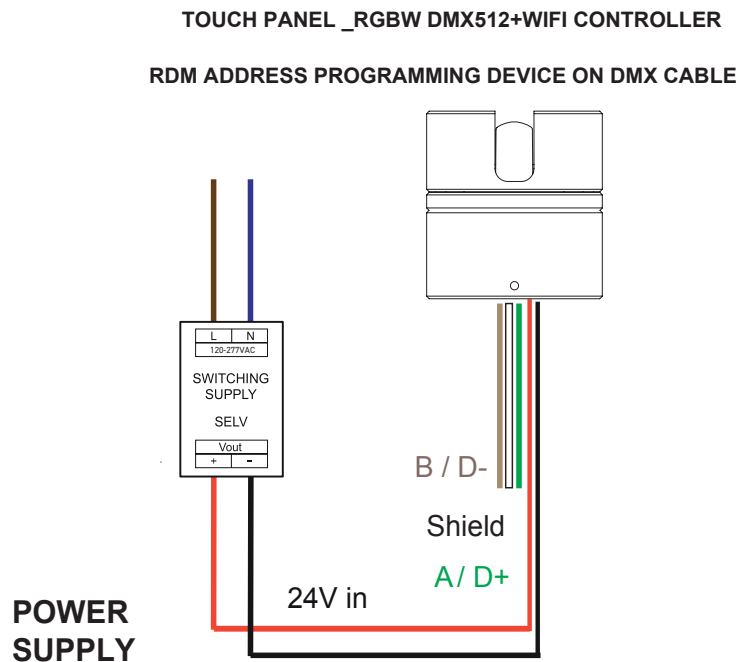 TOUCH PANEL _RGBW DMX512+WIFI CONTROLLER
RDM ADDRESS PROGRAMMING DEVICE ON DMX CABLE
L N
120-277VAC
SWITCHING
SUPPLY
SELV
Vout
+ -
B / D-
Shield
A / D+
24V in
POWER
SUPPLY